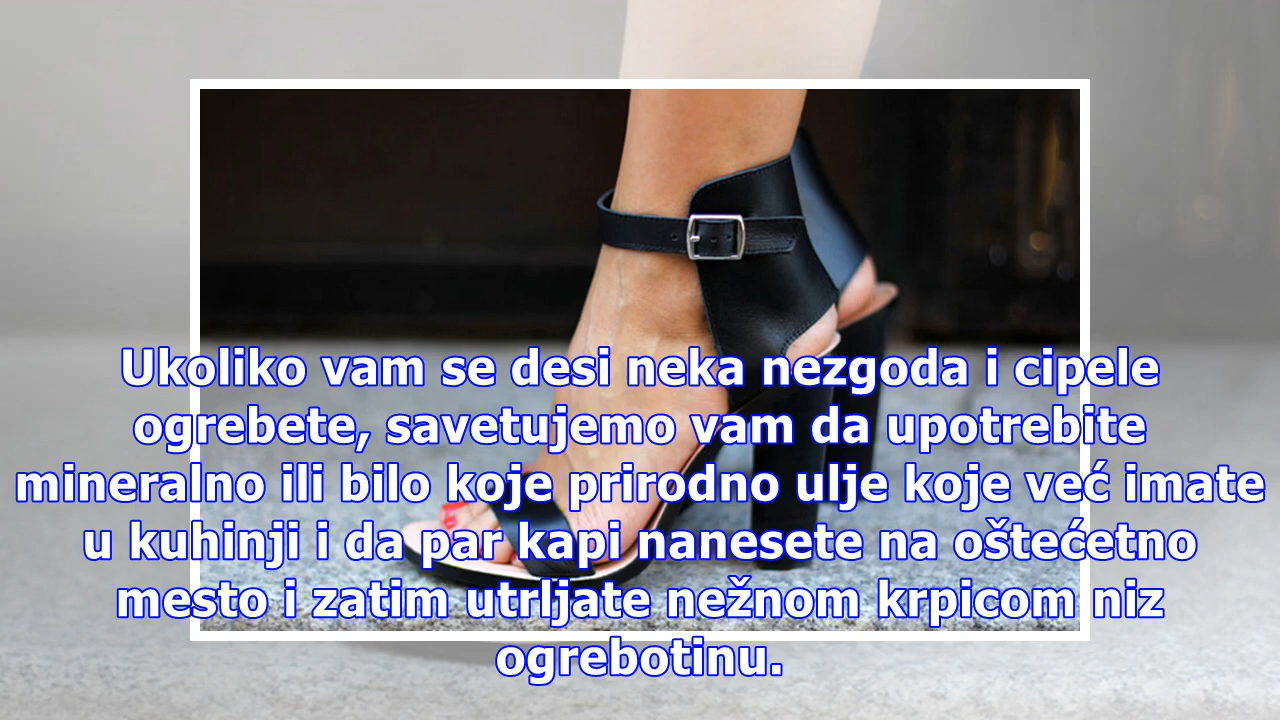 Ukoliko vam se desi neka nezgoda i cipele
ogrebete, savetujemo vam da upotrebite
mineralno ili bilo koje prirodno ulje koje već imate
u kuhinji i da par kapi nanesete na oštećetno
mesto i zatim utrljate nežnom krpicom niz
ogrebotinu.